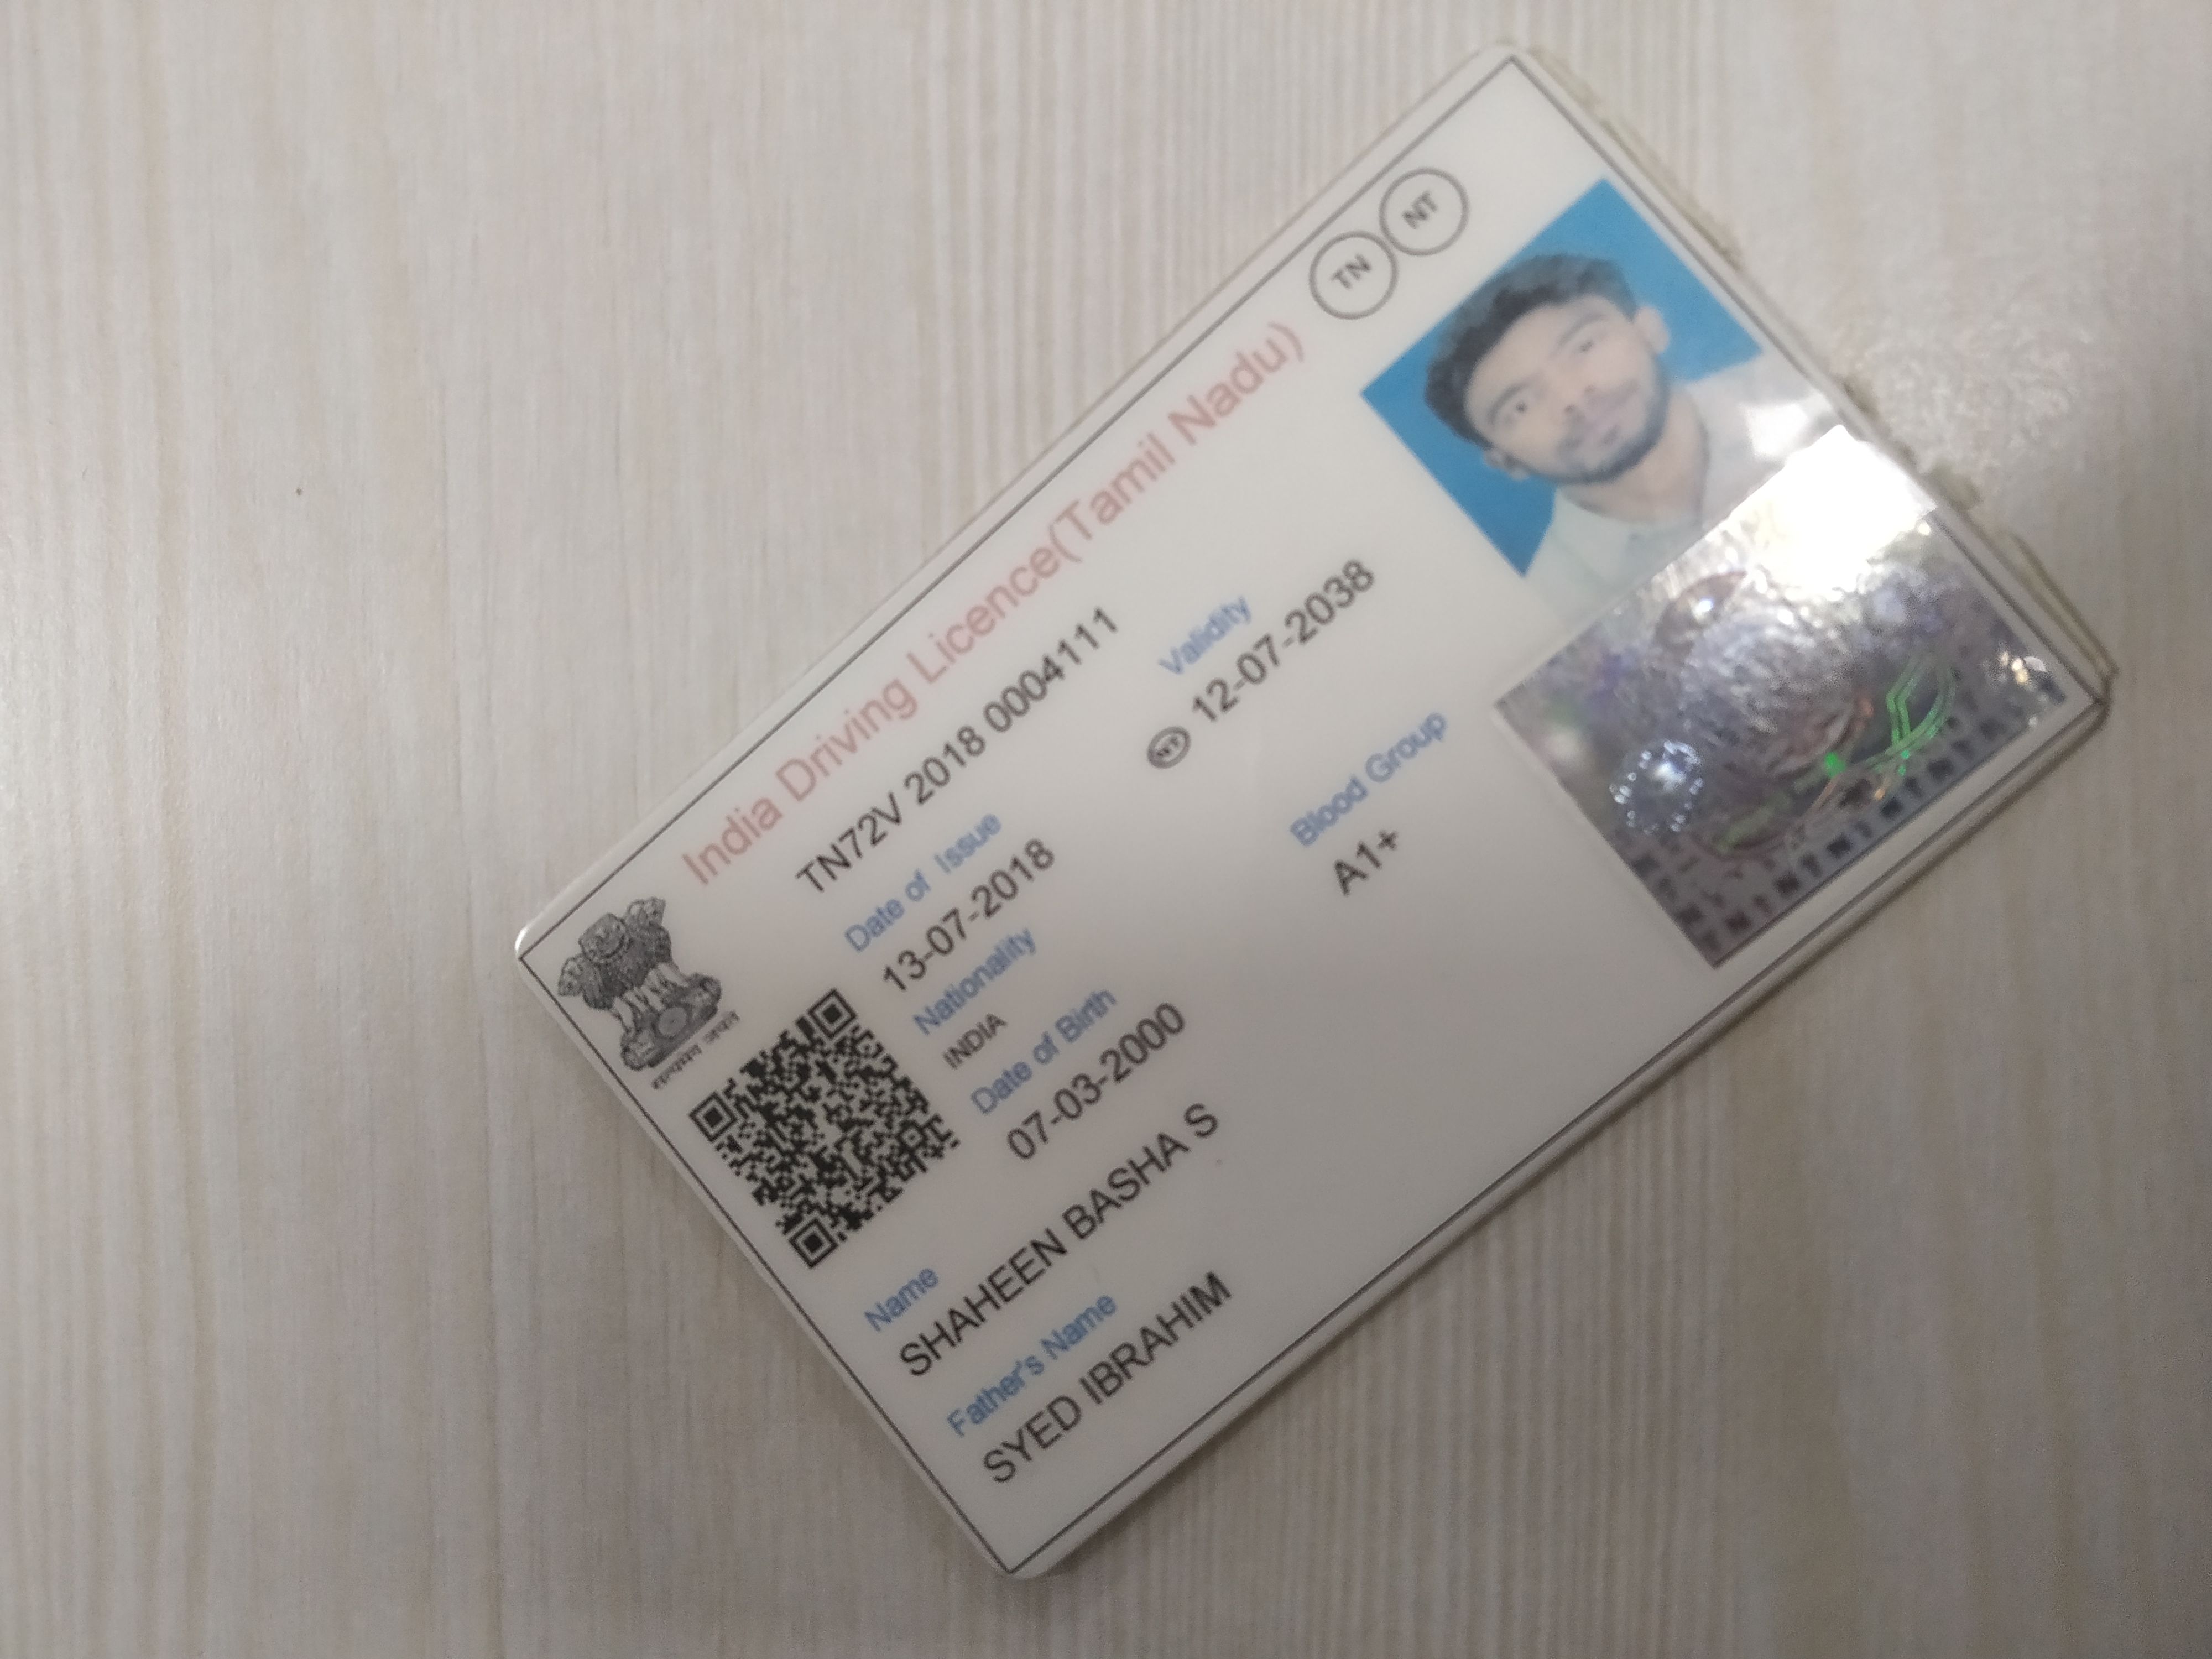 India Driving Licence(Tamil Nadu)
TN
NT
TN72V 2018 0004111
Date of Issue
Validity
13-07-2018
NT 12-07-2038
Nationality
INDIA
Date of Birth
Blood Group
07-03-2000
A1+
Name
SHAHEEN BASHA S
Father's Name
SYED IBRAHIM